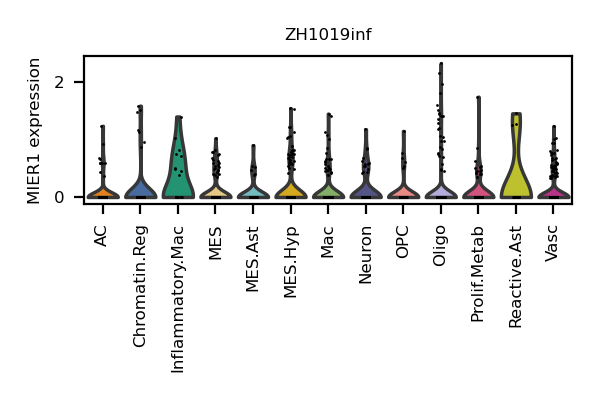 ZH1019inf
MIER1 expression
2
0
AC
Chromatin.Reg
Inflammatory.Mac
MES
MES.Ast
MES.Hyp
Mac
Neuron
OPC
Oligo
Prolif.Metab
Reactive.Ast
Vasc